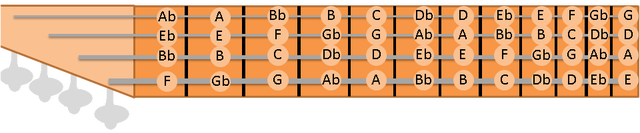 Ab A Bb B C Db D Eb E F Gb G
Eb E F Gb G Ab A Bb B C Db D
Bb B C Db D Eb E F Gb G Ab A
F Gb G Ab A Bb B C Db D Eb E